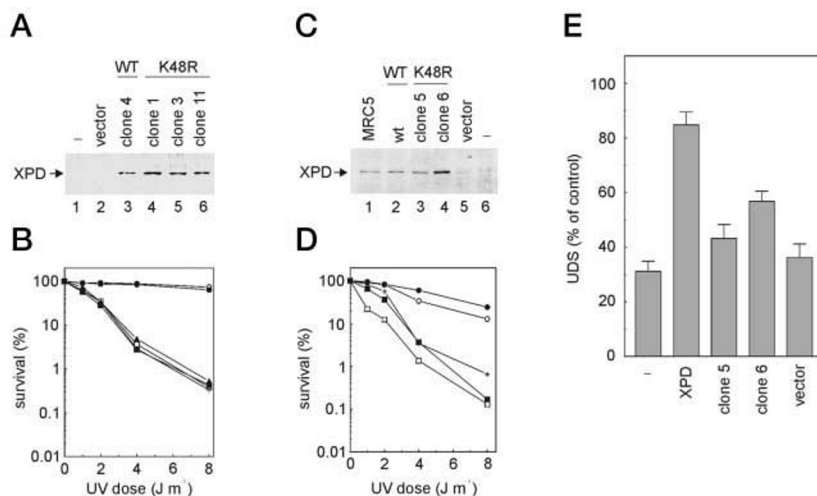 A
WT K48R
– vector clone 4 clone 1 clone 3 clone 11
XPD
1 2 3 4 5 6
B
survival (%)
100
10
1
0.1
0.01
0 2 4 6 8
UV dose (J m
C
WT K48R
MRC5 wt clone 5 clone 6 vector –
XPD
1 2 3 4 5 6
D
survival (%)
100
10
1
0.1
0.01
0 2 4 6 8
UV dose (J m
E
UDS (% of control)
100
80
60
40
20
0
– XPD clone 5 clone 6 vector